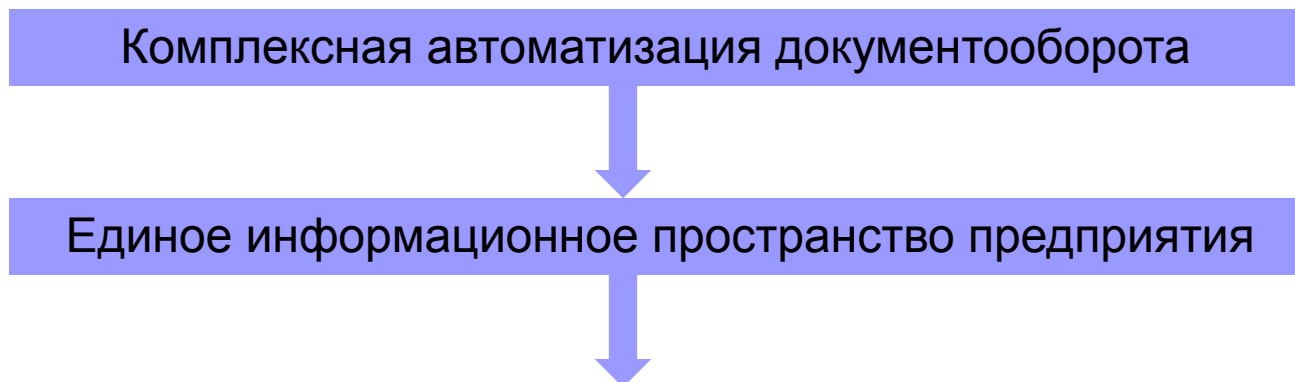 Комплексная автоматизация документооборота
Единое информационное пространство предприятия